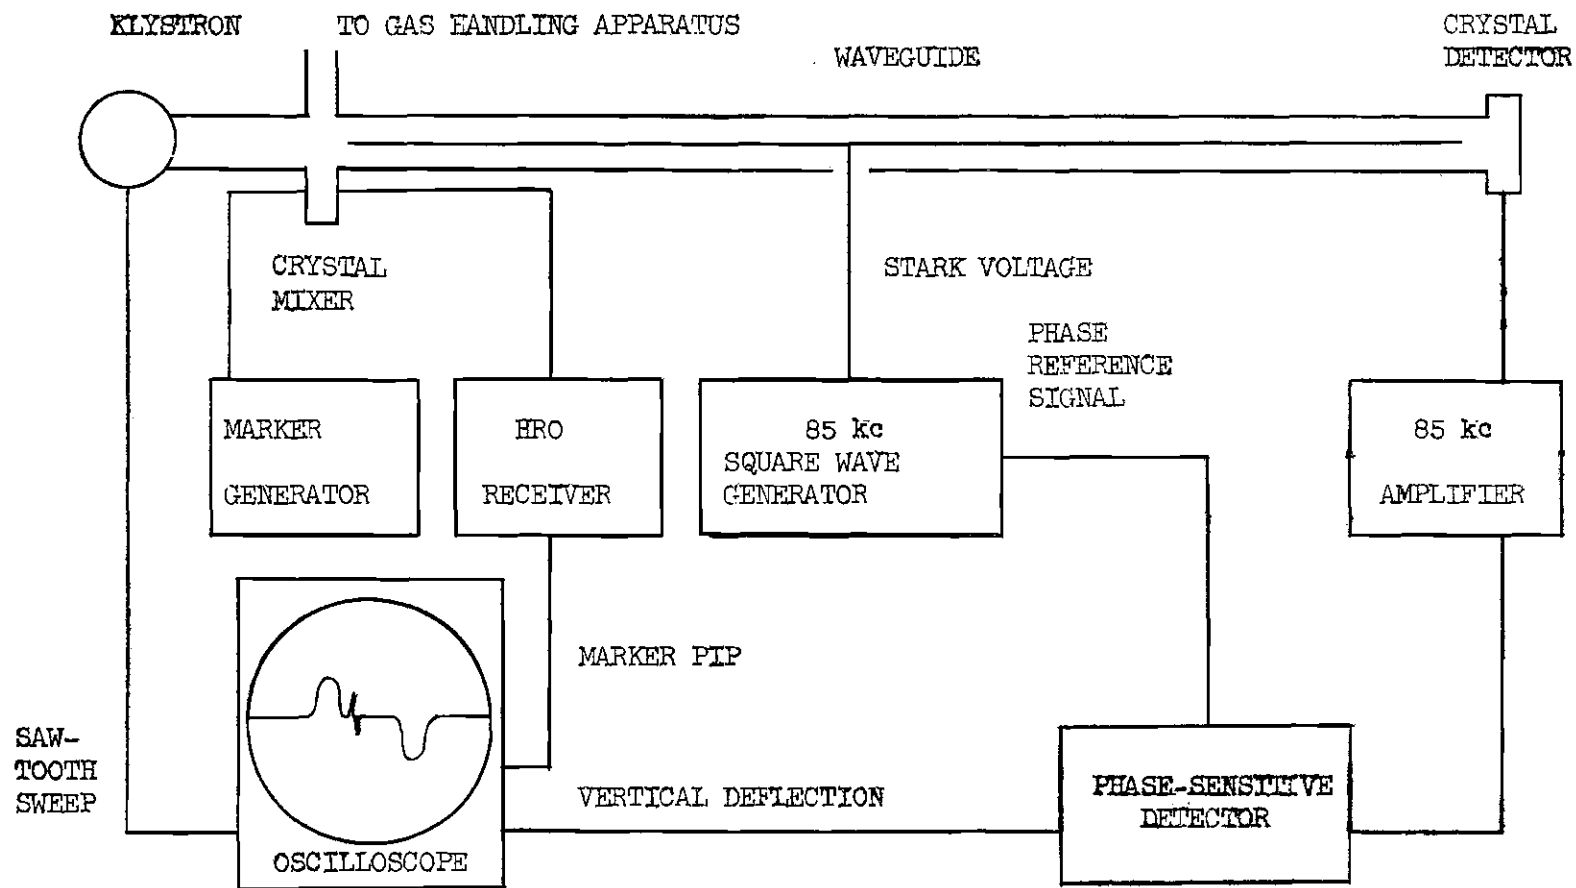 KLYSTRON
TO GAS HANDLING APPARATUS
WAVEGUIDE
CRYSTAL
DETECTOR
CRYSTAL
MIXER
STARK VOLTAGE
PHASE
REFERENCE
SIGNAL
MARKER
GENERATOR
HRO
RECEIVER
85 kc
SQUARE WAVE
GENERATOR
85 kc
AMPLIFIER
MARKER PIP
SAW-
TOOTH
SWEEP
VERTICAL DEFLECTION
PHASE-SENSITIVE
DETECTOR
OSCILLOSCOPE